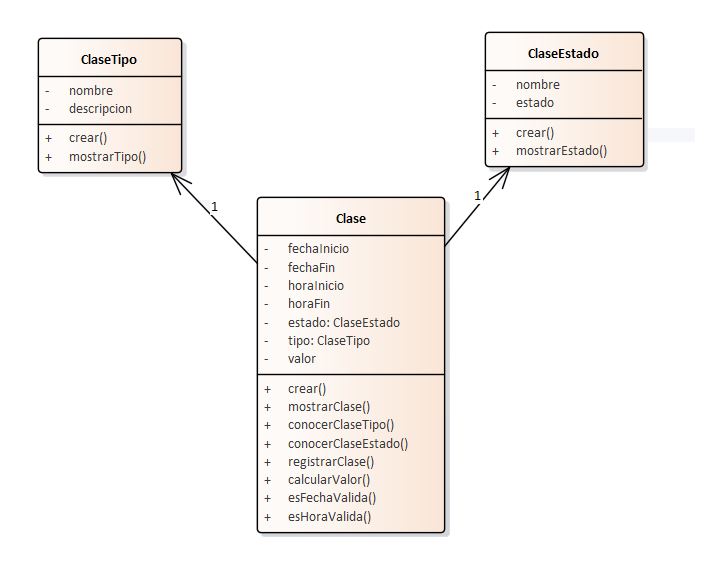 ClaseTipo
- nombre
- descripcion
+ crear()
+ mostrarTipo()
ClaseEstado
- nombre
- estado
+ crear()
+ mostrarEstado()
1
1
Clase
- fechaInicio
- fechaFin
- horaInicio
- horaFin
- estado: ClaseEstado
- tipo: ClaseTipo
- valor
+ crear()
+ mostrarClase()
+ conocerClaseTipo()
+ conocerClaseEstado()
+ registrarClase()
+ calcularValor()
+ esFechaValida()
+ esHoraValida()